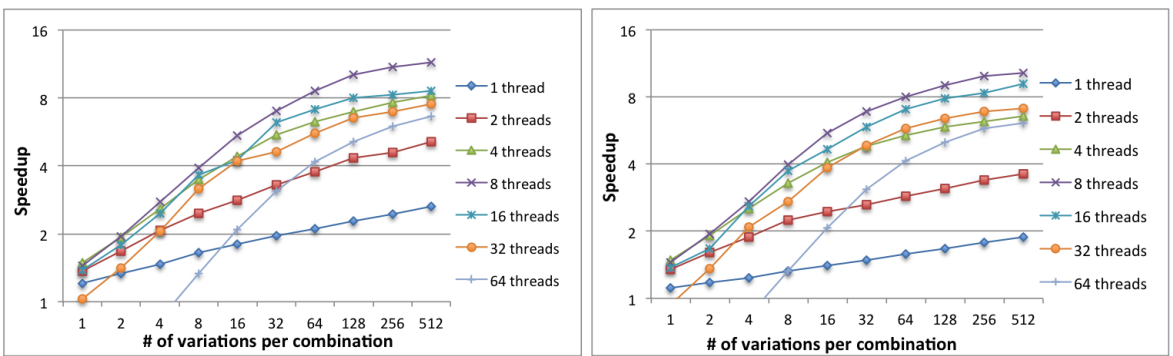 16
8
4
2
1
Speedup
1 2 4 8 16 32 64 128 256 512
# of variations per combination
1 thread
2 threads
4 threads
8 threads
16 threads
32 threads
64 threads
16
8
4
2
1
Speedup
1 2 4 8 16 32 64 128 256 512
# of variations per combination
1 thread
2 threads
4 threads
8 threads
16 threads
32 threads
64 threads